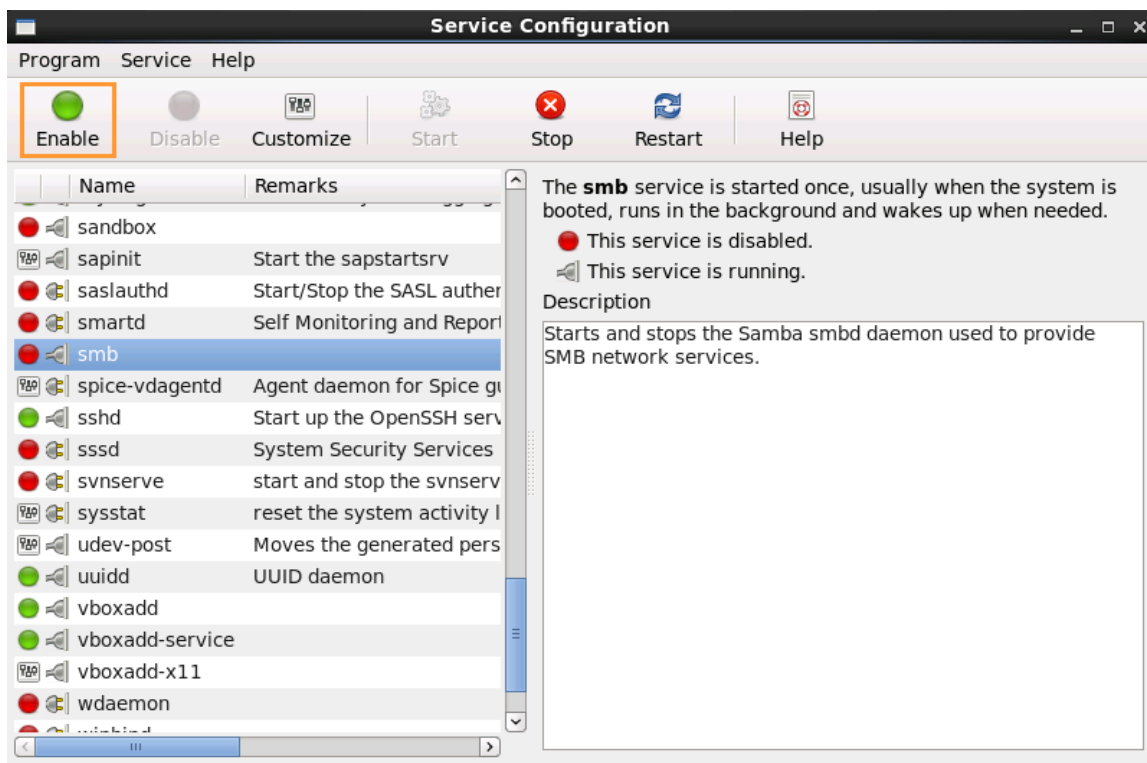 Service Configuration
Program Service Help
Enable Disable Customize Start Stop Restart Help
Name Remarks
sandbox
sapinit Start the sapstartsrv
saslauthd Start/Stop the SASL authen
smartd Self Monitoring and Report
smb
spice-vdagentd Agent daemon for Spice gu
sshd Start up the OpenSSH serv
sssd System Security Services
svnserve start and stop the svnserv
sysstat reset the system activity l
udev-post Moves the generated pers
uuidd UUID daemon
vboxadd
vboxadd-service
vboxadd-x11
wdaemon
The smb service is started once, usually when the system is
booted, runs in the background and wakes up when needed.
This service is disabled.
This service is running.
Description
Starts and stops the Samba smbd daemon used to provide
SMB network services.